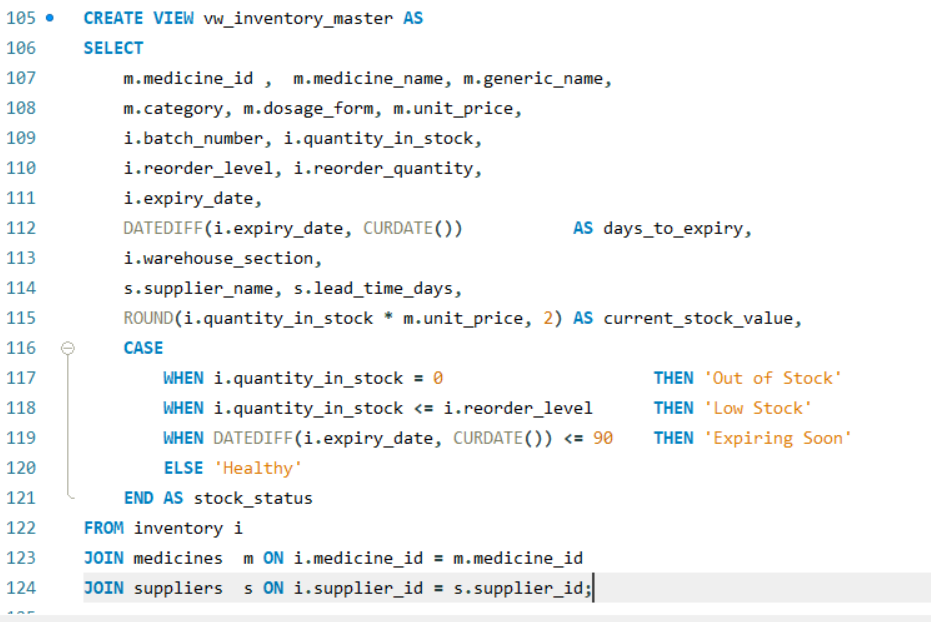 105 CREATE VIEW vw_inventory_master AS
106 SELECT
107 m.medicine_id ,  m.medicine_name, m.generic_name,
108 m.category, m.dosage_form, m.unit_price,
109 i.batch_number, i.quantity_in_stock,
110 i.reorder_level, i.reorder_quantity,
111 i.expiry_date,
112 DATEDIFF(i.expiry_date, CURDATE())           AS days_to_expiry,
113 i.warehouse_section,
114 s.supplier_name, s.lead_time_days,
115 ROUND(i.quantity_in_stock * m.unit_price, 2) AS current_stock_value,
116 CASE
117 WHEN i.quantity_in_stock = 0                     THEN 'Out of Stock'
118 WHEN i.quantity_in_stock <= i.reorder_level      THEN 'Low Stock'
119 WHEN DATEDIFF(i.expiry_date, CURDATE()) <= 90    THEN 'Expiring Soon'
120 ELSE 'Healthy'
121 END AS stock_status
122 FROM inventory i
123 JOIN medicines  m ON i.medicine_id = m.medicine_id
124 JOIN suppliers  s ON i.supplier_id = s.supplier_id;